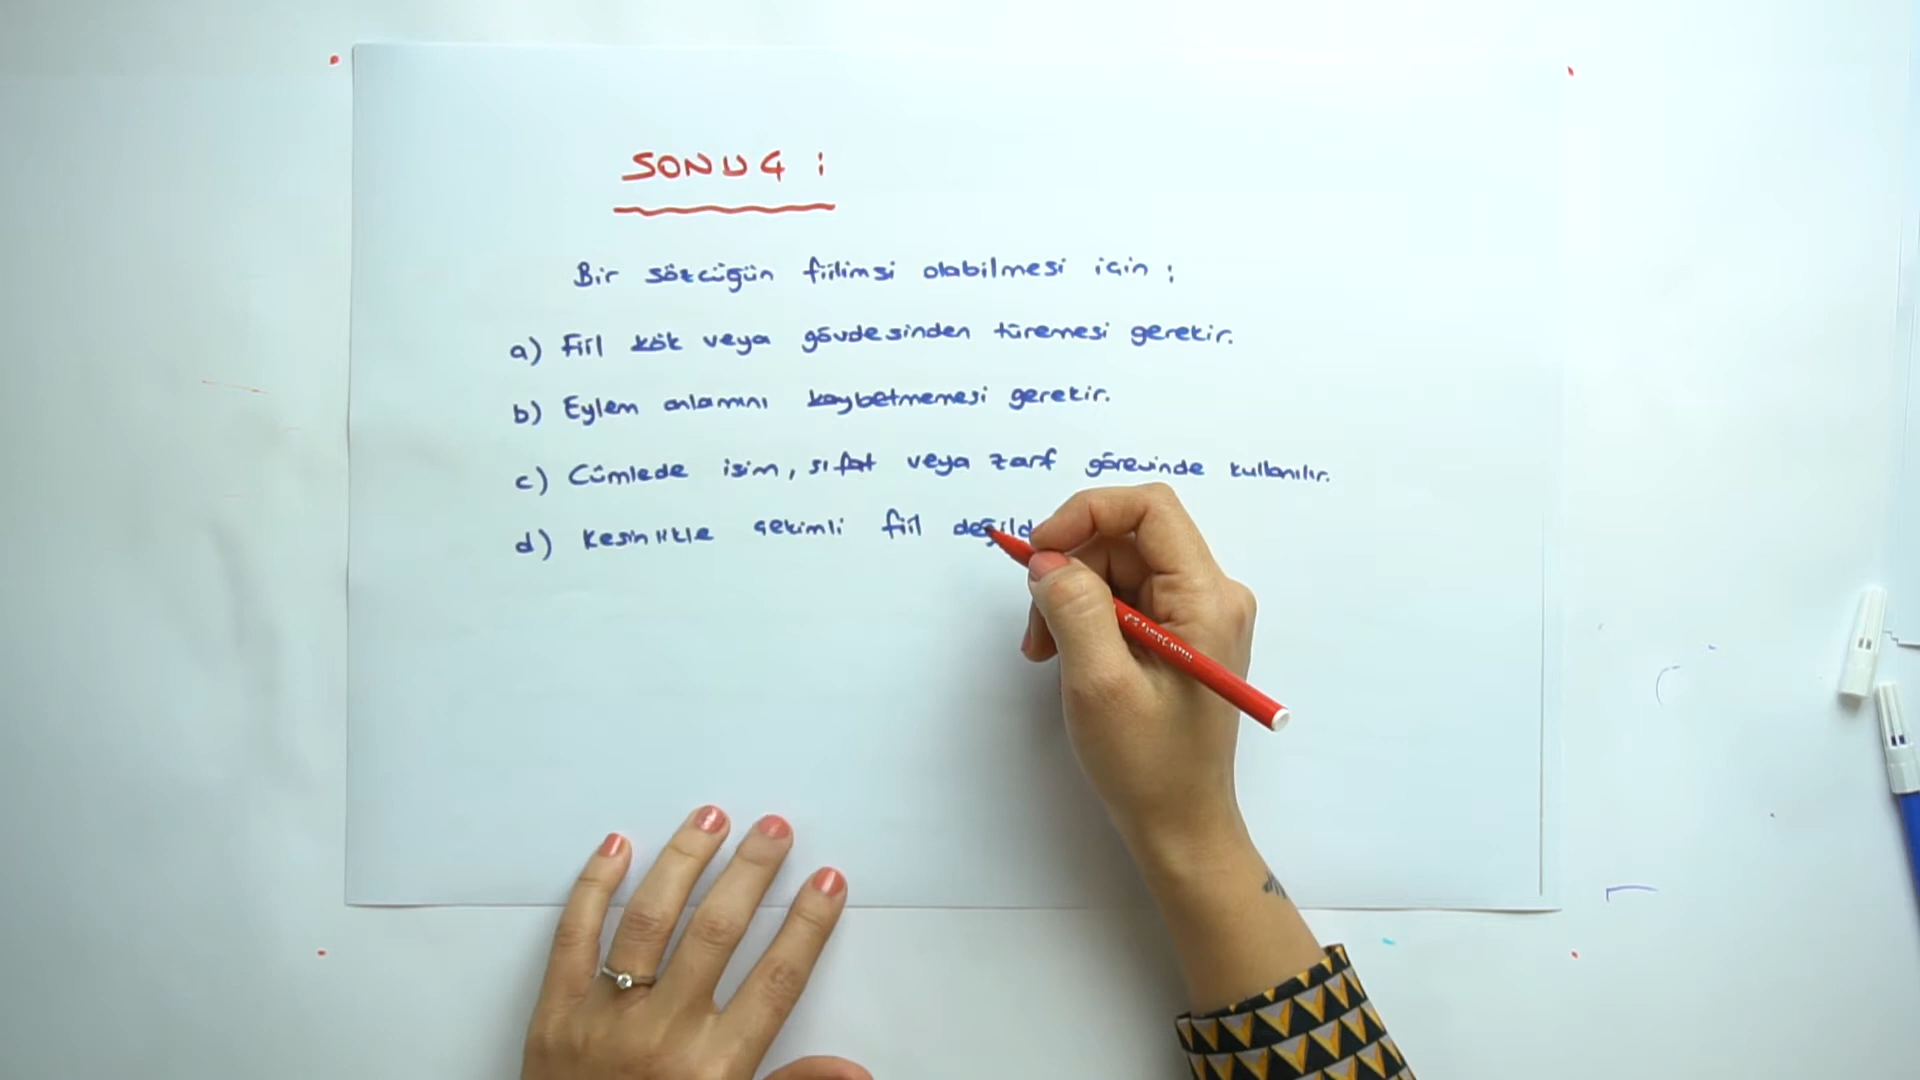 SONUÇ :
Bir sözcüğün fiilimsi olabilmesi için ;
a) Fiil kök veya gövdesinden türemesi gerekir.
b) Eylem anlamını kaybetmemesi gerekir.
c) Cümlede isim, sıfat veya zarf görevinde kullanılır.
d) Kesinlikle çekimli fiil değild